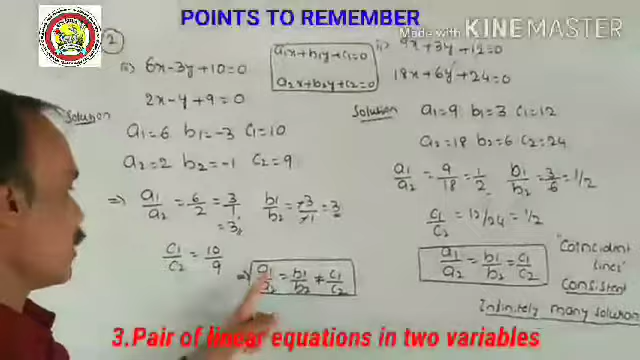 POINTS TO REMEMBER
Made with KINEMASTER
2
iii) 6x-3y+10=0
2x-y+9=0
Solution
a1=6 b1=-3 c1=10
a2=2 b2=-1 c2=9
⇒ a1/a2 = 6/2 = 3/1 = 3, b1/b2 = -3/-1 = 3
c1/c2 = 10/9
⇒ a1/a2 = b1/b2 ≠ c1/c2
a1x+b1y+c1=0
a2x+b2y+c2=0
ii) 9x+3y+12=0
18x+6y+24=0
Solution
a1=9 b1=3 c1=12
a2=18 b2=6 c2=24
a1/a2 = 9/18 = 1/2, b1/b2 = 3/6 = 1/2
c1/c2 = 12/24 = 1/2
a1/a2 = b1/b2 = c1/c2
"Coincident
lines"
Consistent
Infinitely many solution
3.Pair of linear equations in two variables